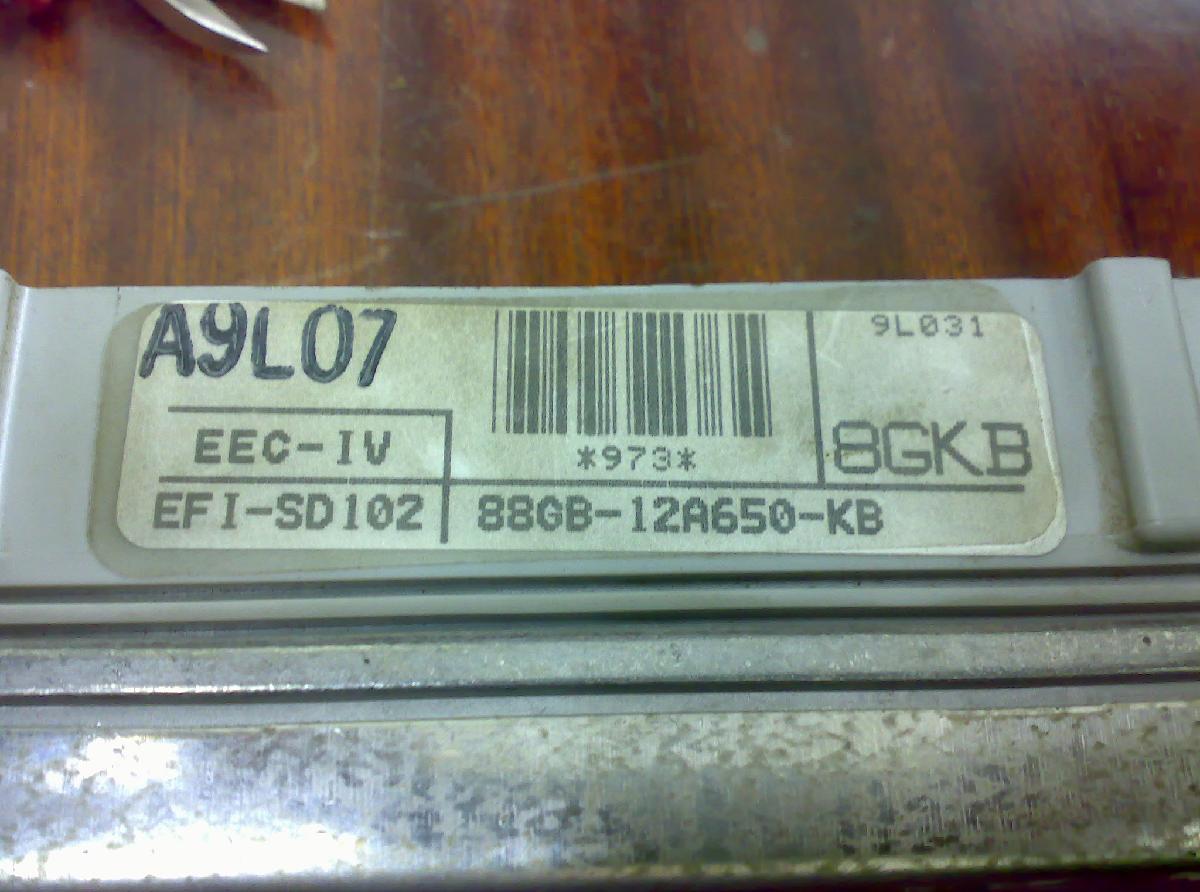 A9L07
9L031
EEC-IV
*973*
8GKB
EFI-SD102
88GB-12A650-KB